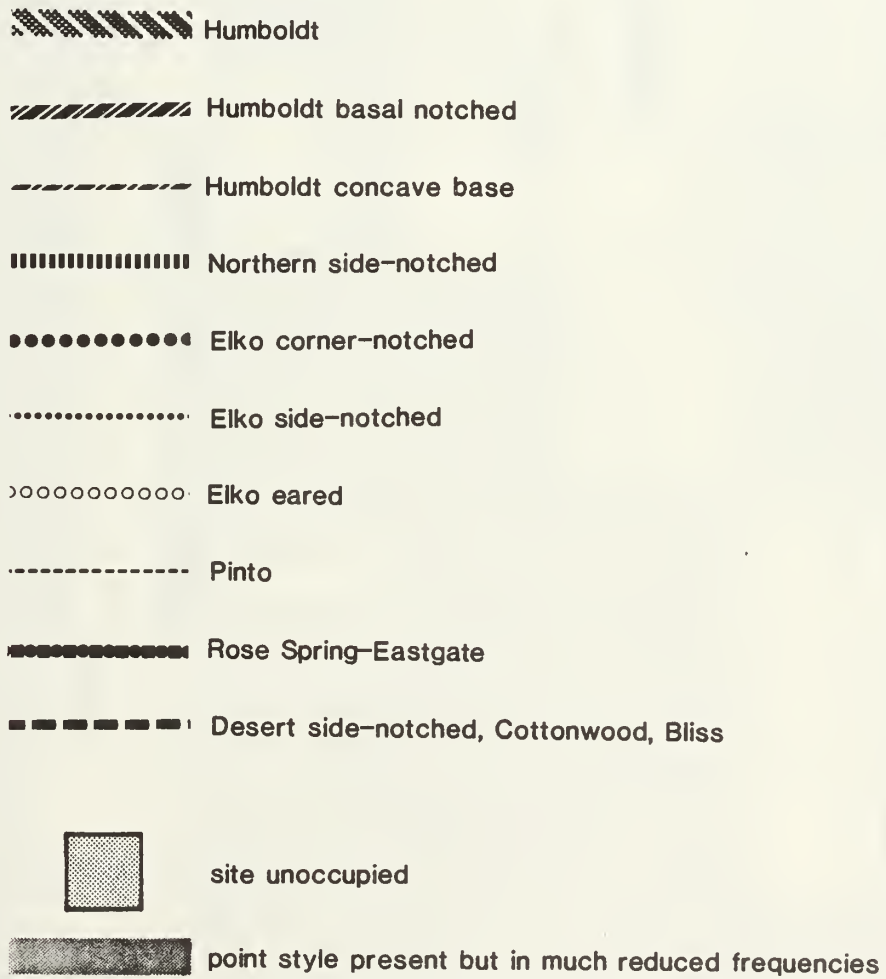 Humboldt
Humboldt basal notched
Humboldt concave base
Northern side-notched
Elko corner-notched
Elko side-notched
Elko eared
Pinto
Rose Spring-Eastgate
Desert side-notched, Cottonwood, Bliss
site unoccupied
point style present but in much reduced frequencies